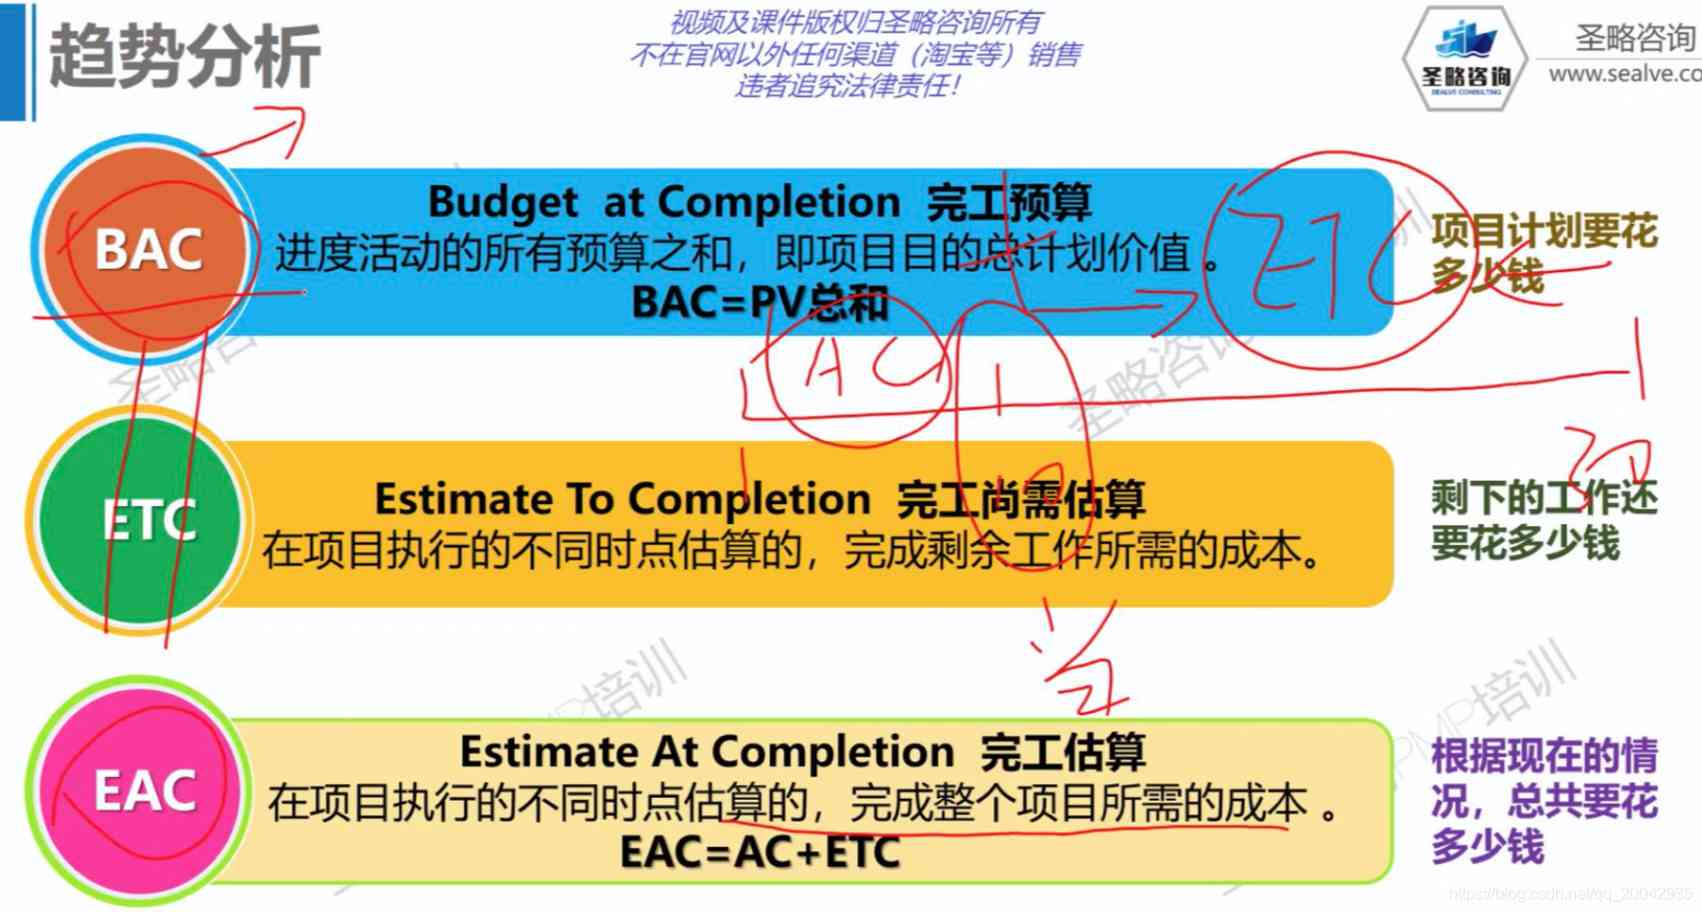 趋势分析
视频及课件版权归圣略咨询所有
不在官网以外任何渠道（淘宝等）销售
违者追究法律责任！
圣略咨询
SEALVE CONSULTING
圣略咨询
www.sealve.co
BAC
Budget at Completion 完工预算
进度活动的所有预算之和，即项目目的总计划价值。
BAC=PV总和
项目计划要花
多少钱
ETC
AC
1
10
30
ETC
Estimate To Completion 完工尚需估算
在项目执行的不同时点估算的，完成剩余工作所需的成本。
剩下的工作还
要花多少钱
EAC
Estimate At Completion 完工估算
在项目执行的不同时点估算的，完成整个项目所需的成本 。
EAC=AC+ETC
根据现在的情
况，总共要花
多少钱
圣略咨
圣略咨询
训
PMP培训
PMP培训
https://blog.csdn.net/qq_20042935